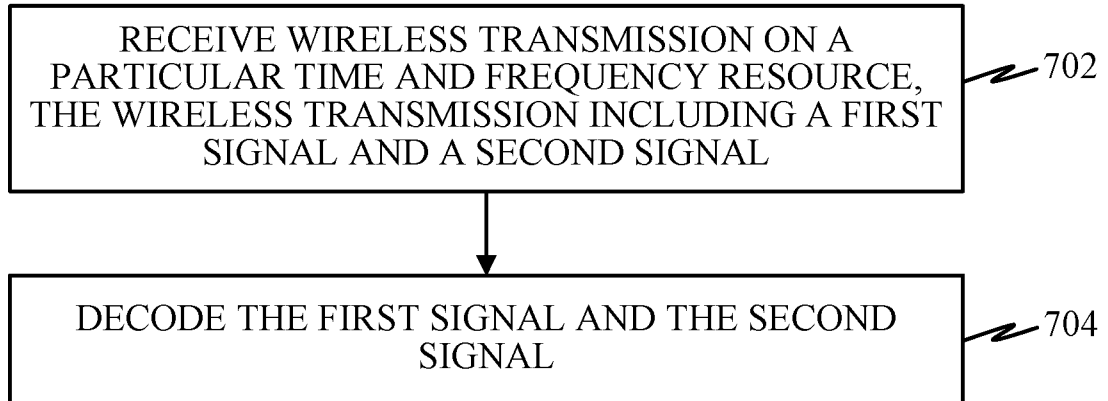 RECEIVE WIRELESS TRANSMISSION ON A
PARTICULAR TIME AND FREQUENCY RESOURCE,
THE WIRELESS TRANSMISSION INCLUDING A FIRST
SIGNAL AND A SECOND SIGNAL
702
DECODE THE FIRST SIGNAL AND THE SECOND
SIGNAL
704